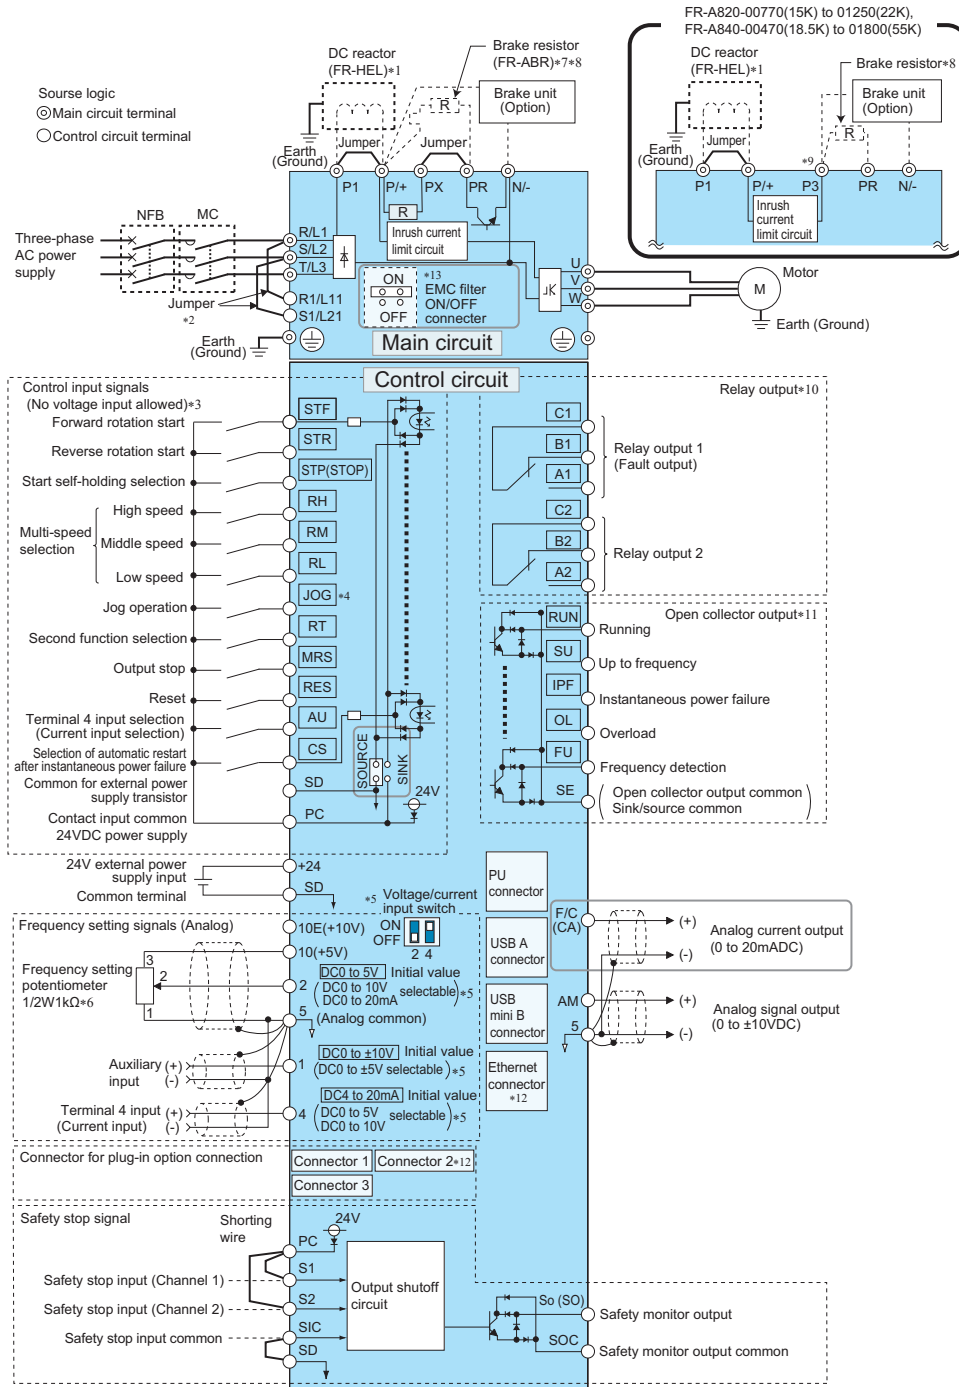 FR-A820-00770(15K) to 01250(22K),
FR-A840-00470(18.5K) to 01800(55K)
DC reactor
(FR-HEL)*1
Brake resistor
(FR-ABR)*7*8
Brake unit
(Option)
R
Earth
(Ground)
Jumper
Jumper
DC reactor
(FR-HEL)*1
Brake resistor*8
Brake unit
(Option)
R
Earth
(Ground)
Jumper
*9
P1
P/+
P3
PR
N/-
Inrush
current
limit circuit
Sourse logic
Main circuit terminal
Control circuit terminal
P1
P/+
PX
PR
N/-
R
Inrush current
limit circuit
NFB
MC
Three-phase
AC power
supply
R/L1
S/L2
T/L3
R1/L11
S1/L21
Jumper
*2
Earth
(Ground)
ON
OFF
*13
EMC filter
ON/OFF
connecter
U
V
W
Motor
M
Earth (Ground)
Main circuit
Control circuit
Control input signals
(No voltage input allowed)*3
Forward rotation start
Reverse rotation start
Start self-holding selection
Multi-speed
selection
High speed
Middle speed
Low speed
Jog operation
Second function selection
Output stop
Reset
Terminal 4 input selection
(Current input selection)
Selection of automatic restart
after instantaneous power failure
Common for external power
supply transistor
Contact input common
24VDC power supply
STF
STR
STP(STOP)
RH
RM
RL
JOG *4
RT
MRS
RES
AU
CS
SD
PC
SOURCE
SINK
24V
Relay output*10
C1
B1
A1
Relay output 1
(Fault output)
C2
B2
A2
Relay output 2
Open collector output*11
RUN
Running
SU
Up to frequency
IPF
Instantaneous power failure
OL
Overload
FU
Frequency detection
SE
Open collector output common
Sink/source common
24V external power
supply input
Common terminal
+24
SD
*5 Voltage/current
input switch
ON
OFF
2 4
Frequency setting signals (Analog)
10E(+10V)
10(+5V)
Frequency setting
potentometer
1/2W1kΩ*6
3
2
1
2
DC0 to 5V Initial value
DC0 to 10V
DC0 to 20mA
selectable
*5
5
(Analog common)
Auxiliary
input
(+)
(-)
1
DC0 to ±10V Initial value
(DC0 to ±5V selectable)*5
Terminal 4 input
(Current input)
(+)
(-)
4
DC4 to 20mA Initial value
DC0 to 5V
DC0 to 10V
selectable
*5
PU
connector
USB A
connector
USB
mini B
connector
Ethernet
connector
*12
F/C
(CA)
(+)
(-)
Analog current output
(0 to 20mADC)
AM
5
(+)
(-)
Analog signal output
(0 to ±10VDC)
Connector for plug-in option connection
Connector 1
Connector 2*12
Connector 3
Safety stop signal
Shorting
wire
24V
PC
S1
S2
SIC
SD
Safety stop input (Channel 1)
Safety stop input (Channel 2)
Safety stop input common
Output shutoff
circuit
So (SO)
SOC
Safety monitor output
Safety monitor output common